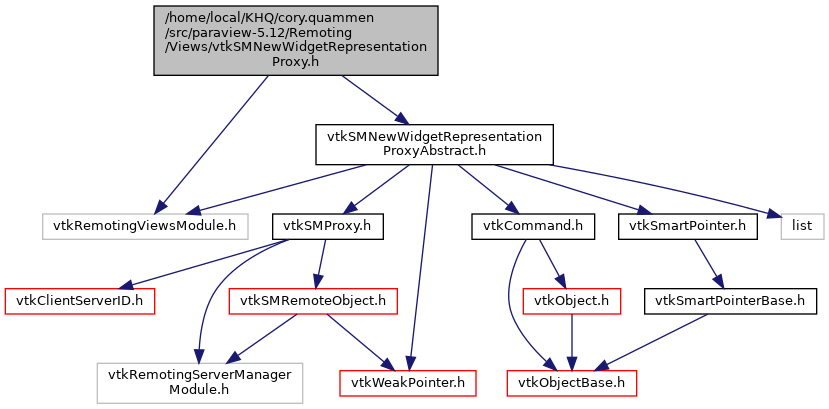 /home/local/KHQ/cory.quammen
/src/paraview-5.12/Remoting
/Views/vtkSMNewWidgetRepresentation
Proxy.h
vtkSMNewWidgetRepresentation
ProxyAbstract.h
vtkRemotingViewsModule.h
vtkSMProxy.h
vtkCommand.h
vtkSmartPointer.h
list
vtkClientServerID.h
vtkSMRemoteObject.h
vtkObject.h
vtkSmartPointerBase.h
vtkRemotingServerManager
Module.h
vtkWeakPointer.h
vtkObjectBase.h